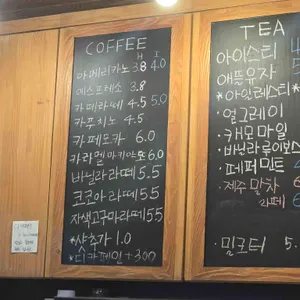 COFFEE
H I
아메리카노 3.8 4.0
에스프레소 3.8
카페라떼 4.5 5.0
카푸치노 4.5
카페모카 6.0
카라멜마키아또 6.0
바닐라라떼 5.5
코코아라떼 5.5
자색고구마라떼 5.5
*샷추가 1.0
*디카페인 +300
TEA
아이스티 4
애플유자
*아인레스티*
·얼그레이
·캐모마일
·바닐라루이보스
·페퍼민트
·제주말차
라떼 6
·밀크티 5.